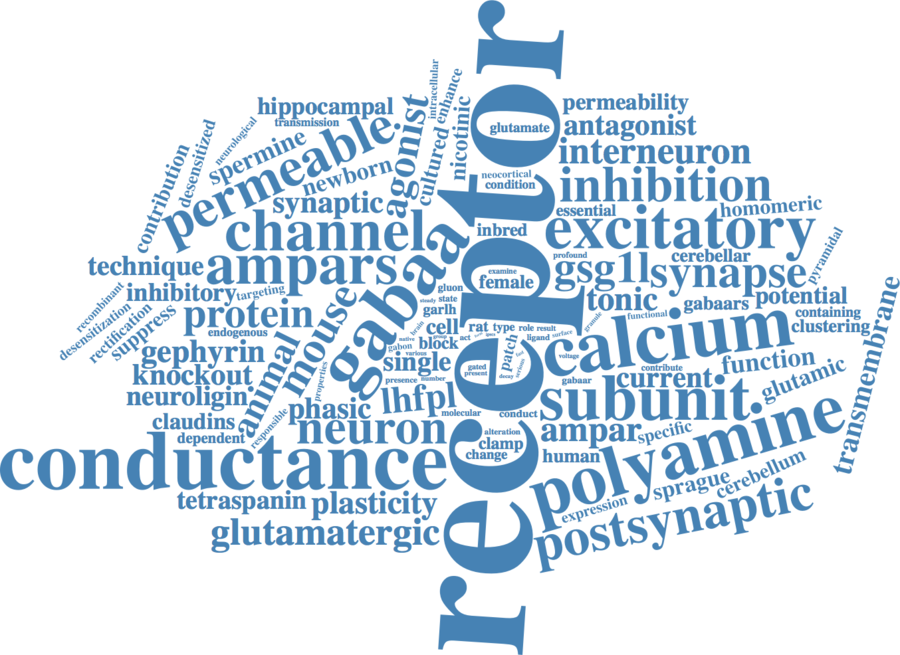 receptor
hippocampal
transmission
intracellular
enhance
neurological
desensitized
contribution
spermine
permeable
newborn
agonist
cultured
nicotinic
glutamate
permeability
antagonist
interneuron
neocortical
condition
inhibition
synaptic
essential
homomeric
channel
inbred
excitatory
pyramidal
profound
cerebellar
technique
ampars
gabaa
examine
female
gsg1l
synapse
recombinant
inhibitory
targeting
gluon
steady
state
garlh
tonic
gabaars
potential
containing
clustering
transmembrane
desensitization
rectification
suppress
protein
endogenous
mouse
brain
cell
rat
type
role
result
granule
functional
calcium
native
group
block
act
ligand
surface
gephyrin
animal
gabon
various
single
patch
voltage
function
knockout
properties
gated
present
decay
contribute
current
glutamic
neuroligin
presence
number
gabaar
phasic
lhfpl
molecular
conduct
subunit
claudins
dependent
responsible
neuron
alteration
clamp
change
ampar
specific
human
polyamine
conductance
tetraspanin
plasticity
expression
sprague
cerebellum
glutamatergic
postsynaptic